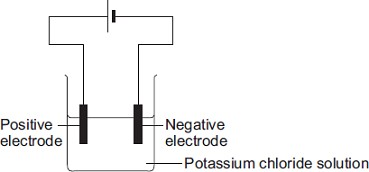 Positive
electrode
Negative
electrode
Potassium chloride solution